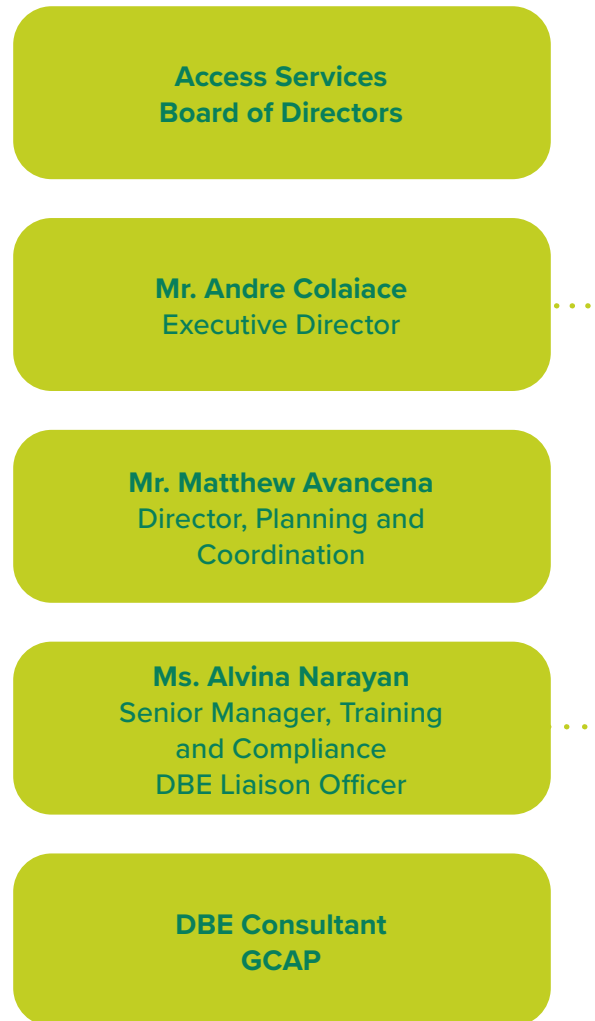 Access Services
Board of Directors
Mr. Andre Colaiace
Executive Director
Mr. Matthew Avancena
Director, Planning and
Coordination
Ms. Alvina Narayan
Senior Manager, Training
and Compliance
DBE Liaison Officer
DBE Consultant
GCAP